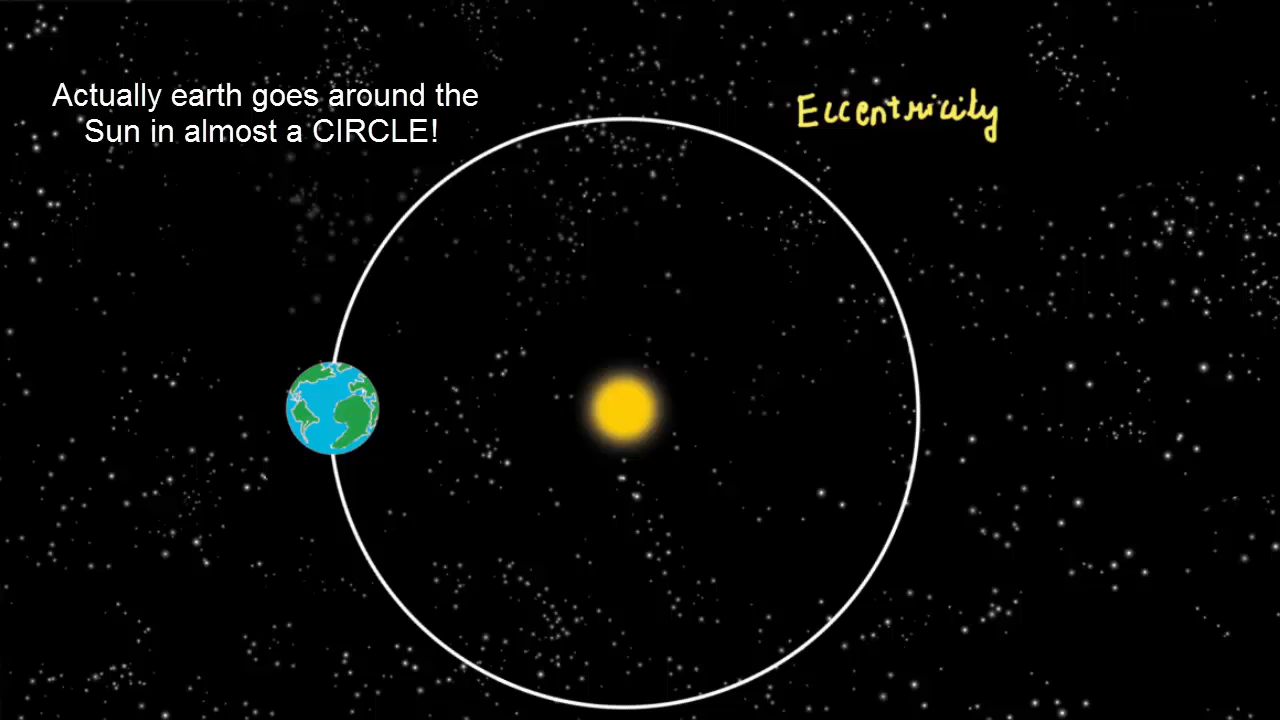 Actually earth goes around the
Sun in almost a CIRCLE!
Eccentricity